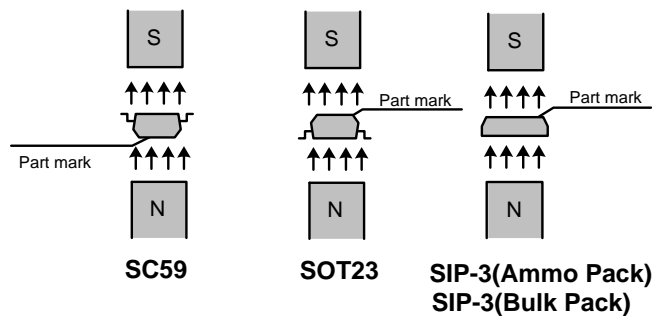 S
S
S
Part mark
Part mark
Part mark
N
N
N
SC59
SOT23
SIP-3(Ammo Pack)
SIP-3(Bulk Pack)